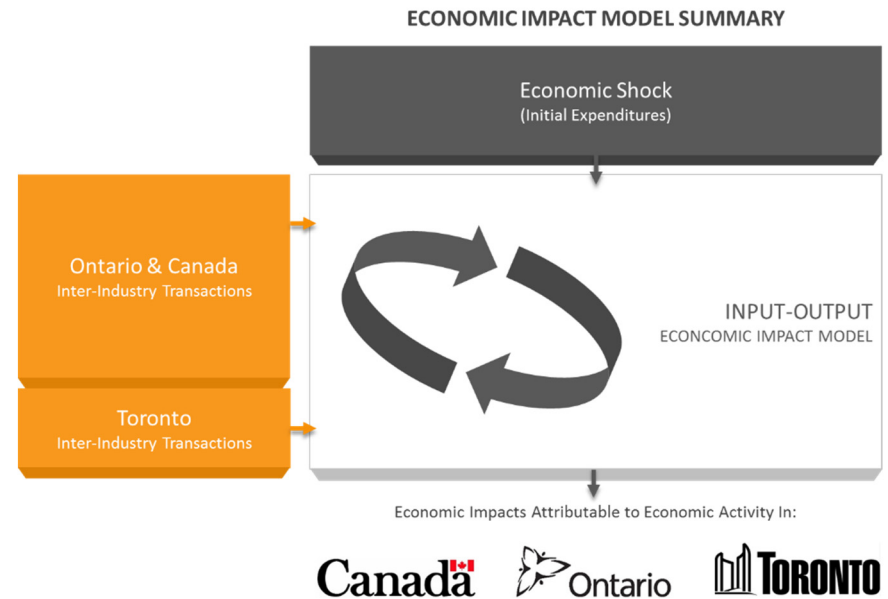 ECONOMIC IMPACT MODEL SUMMARY
Economic Shock
(Initial Expenditures)
Ontario & Canada
Inter-Industry Transactions
INPUT-OUTPUT
ECONCOMIC IMPACT MODEL
Toronto
Inter-Industry Transactions
Economic Impacts Attributable to Economic Activity In:
Canada
Ontario
TORONTO